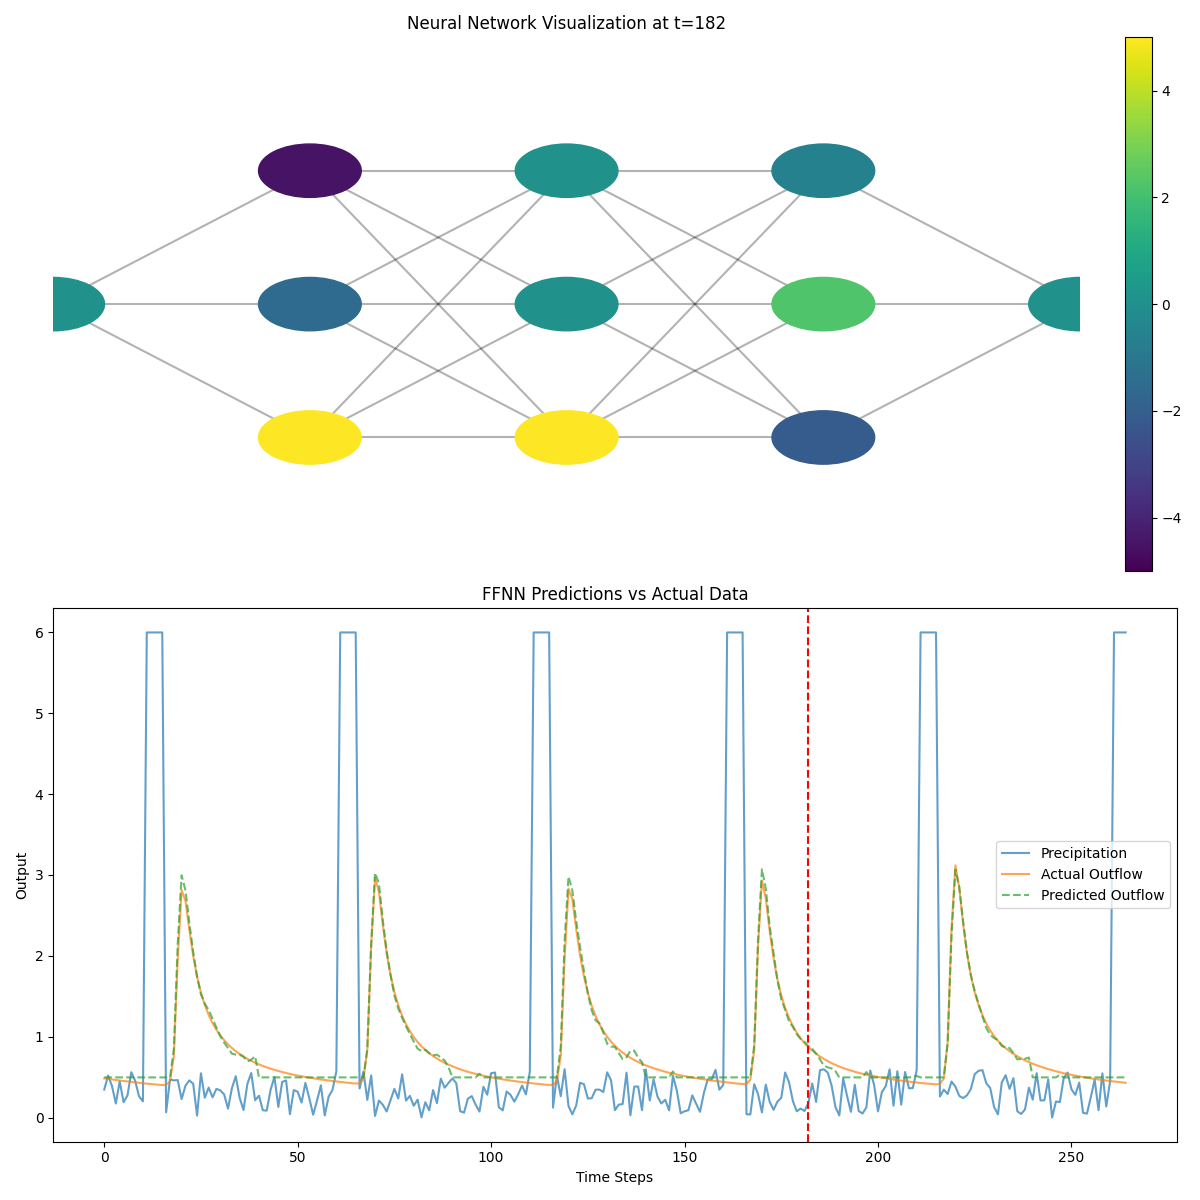 Neural Network Visualization at t=182
4
2
0
−2
−4
FFNN Predictions vs Actual Data
Output
6
5
4
3
2
1
0
Precipitation
Actual Outflow
Predicted Outflow
0 50 100 150 200 250
Time Steps